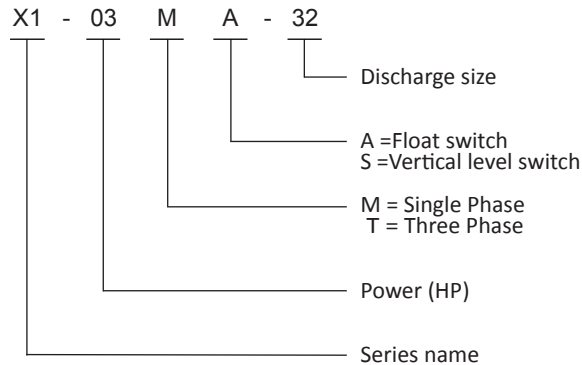 X1 - 03 M A - 32
Discharge size
A =Float switch
S =Vertical level switch
M = Single Phase
T = Three Phase
Power (HP)
Series name